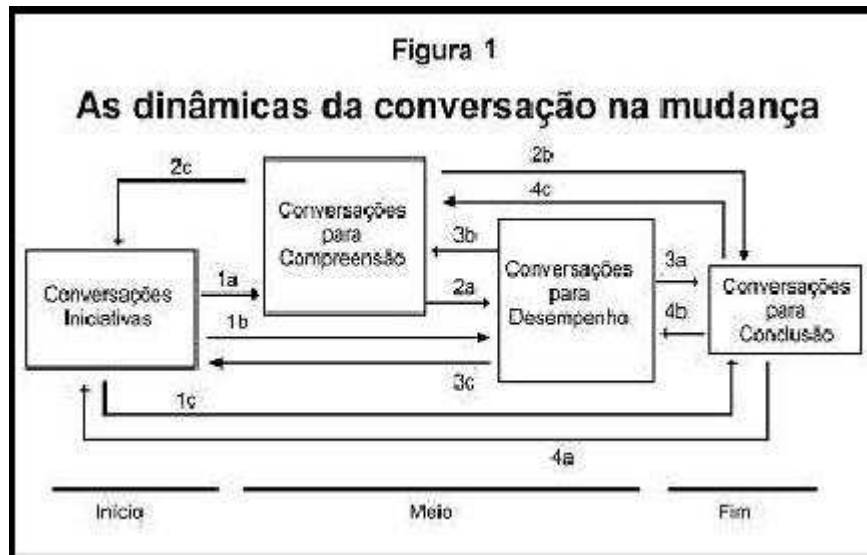 Figura 1
As dinâmicas da conversação na mudança
2c
2b
4c
Conversações
para
Compreensão
3b
Conversações
para
Desempenho
3a
Conversações
Iniciativas
1a
2a
Conversações
para
Conclusão
4b
1b
3c
1c
4a
Início
Meio
Fim